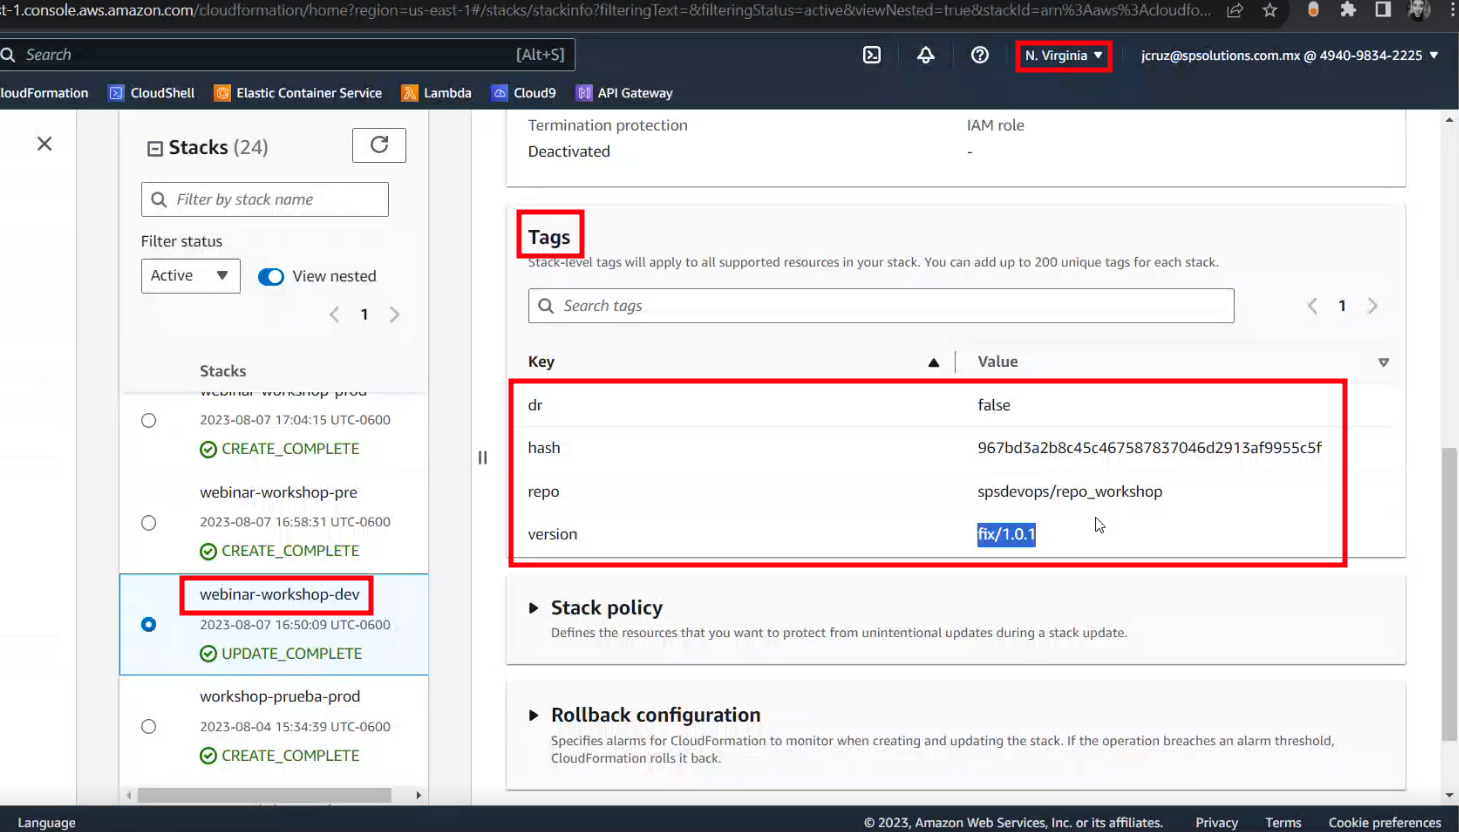 st-1.console.aws.amazon.com/cloudformation/home?region=us-east-1#/stacks/stackinfo?filteringText=&filteringStatus=active&viewNested=true&stackId=arn%3Aaws%3Acloudfo...
Search [Alt+S] N. Virginia ▼ jcruz@spsolutions.com.mx @ 4940-9834-2225 ▼
loudFormation CloudShell Elastic Container Service Lambda Cloud9 API Gateway
Stacks (24)
Filter by stack name
Filter status
Active View nested
1
Stacks
webinar-workshop-prod
2023-08-07 17:04:15 UTC-0600
CREATE_COMPLETE
webinar-workshop-pre
2023-08-07 16:58:31 UTC-0600
CREATE_COMPLETE
webinar-workshop-dev
2023-08-07 16:50:09 UTC-0600
UPDATE_COMPLETE
workshop-prueba-prod
2023-08-04 15:34:39 UTC-0600
CREATE_COMPLETE
Termination protection IAM role
Deactivated -
Tags
Stack-level tags will apply to all supported resources in your stack. You can add up to 200 unique tags for each stack.
Search tags 1
Key Value
dr false
hash 967bd3a2b8c45c467587837046d2913af9955c5f
repo spsdevops/repo_workshop
version fix/1.0.1
Stack policy
Defines the resources that you want to protect from unintentional updates during a stack update.
Rollback configuration
Specifies alarms for CloudFormation to monitor when creating and updating the stack. If the operation breaches an alarm threshold,
CloudFormation rolls it back.
Language © 2023, Amazon Web Services, Inc. or its affiliates. Privacy Terms Cookie preferences